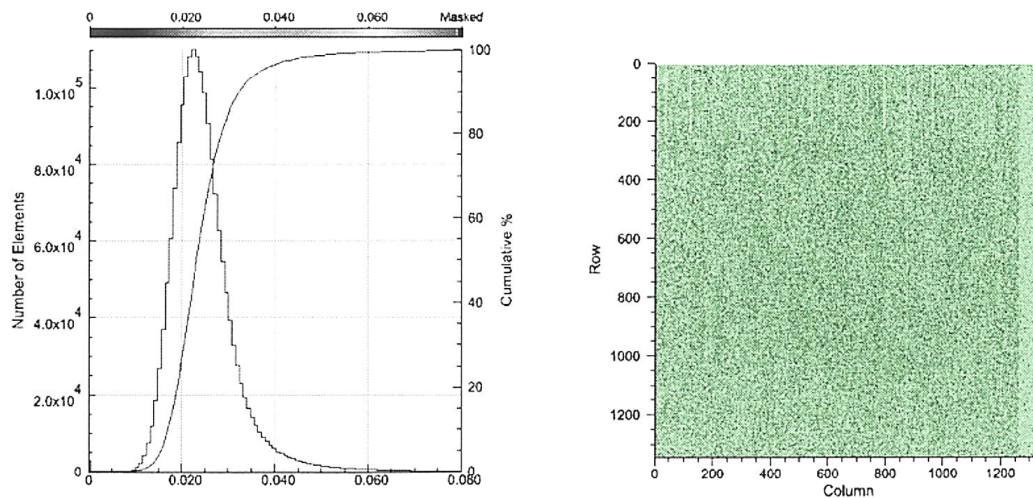 0 0.020 0.040 0.060 Masked
100
1.0x10^5
80
8.0x10^4
60
6.0x10^4
40
4.0x10^4
20
2.0x10^4
0 0
0 0.020 0.040 0.060 0.080
Number of Elements
Cumulative %
0
200
400
600
800
1000
1200
Row
0 200 400 600 800 1000 1200
Column